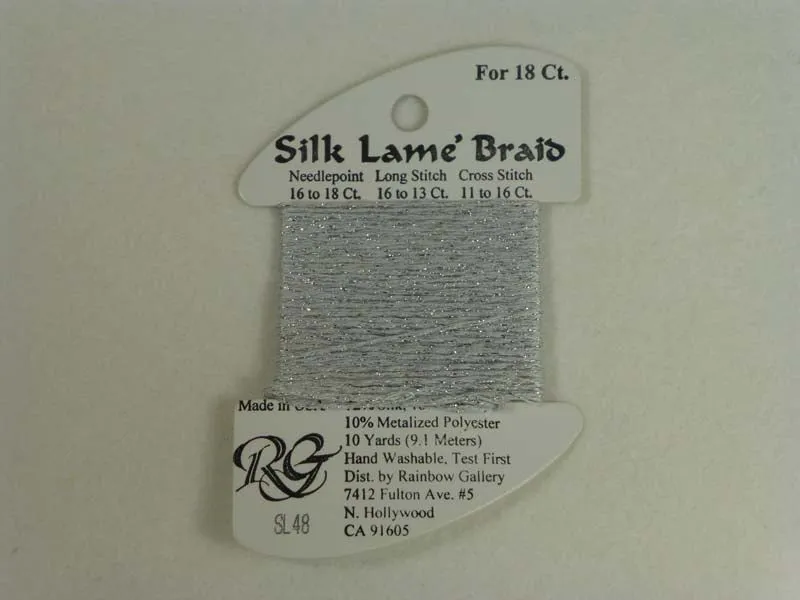 For 18 Ct.
Silk Lame' Braid
Needlepoint Long Stitch Cross Stitch
16 to 18 Ct. 16 to 13 Ct. 11 to 16 Ct.
Made in
10% Metalized Polyester
10 Yards (9.1 Meters)
Hand Washable, Test First
Dist. by Rainbow Gallery
7412 Fulton Ave. #5
N. Hollywood
CA 91605
RG
SL48